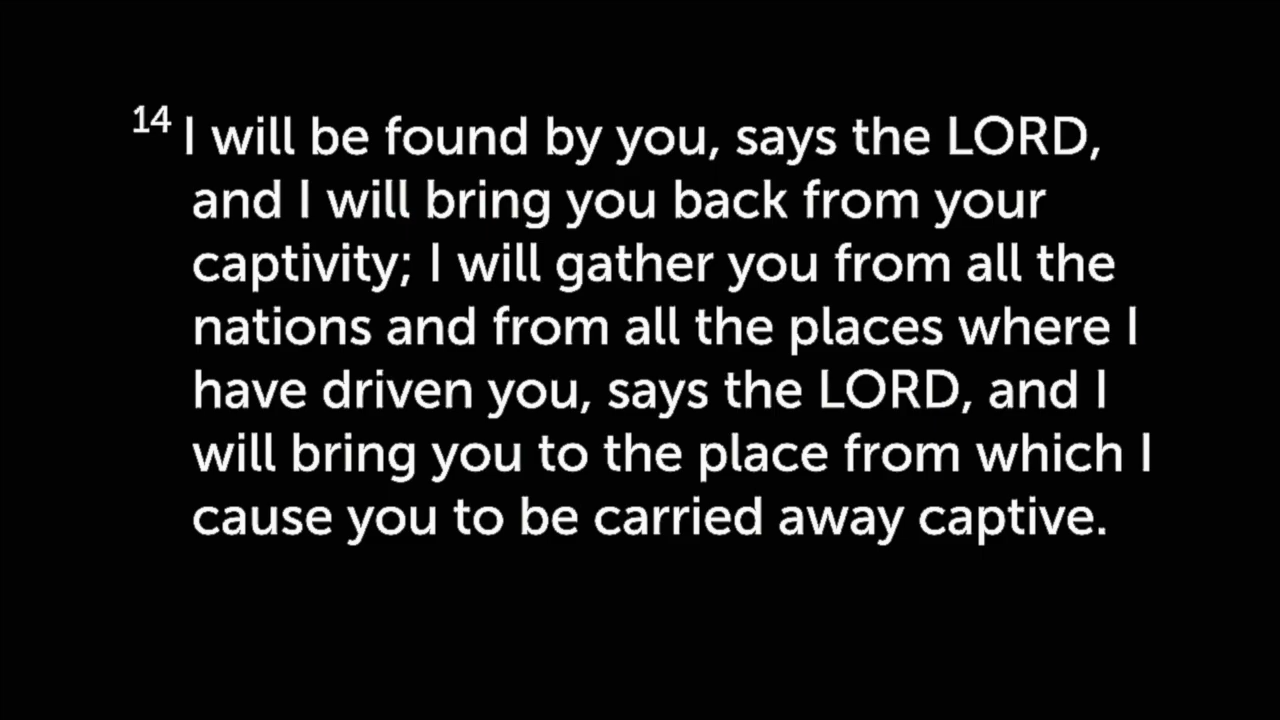 14 I will be found by you, says the LORD,
and I will bring you back from your
captivity; I will gather you from all the
nations and from all the places where I
have driven you, says the LORD, and I
will bring you to the place from which I
cause you to be carried away captive.